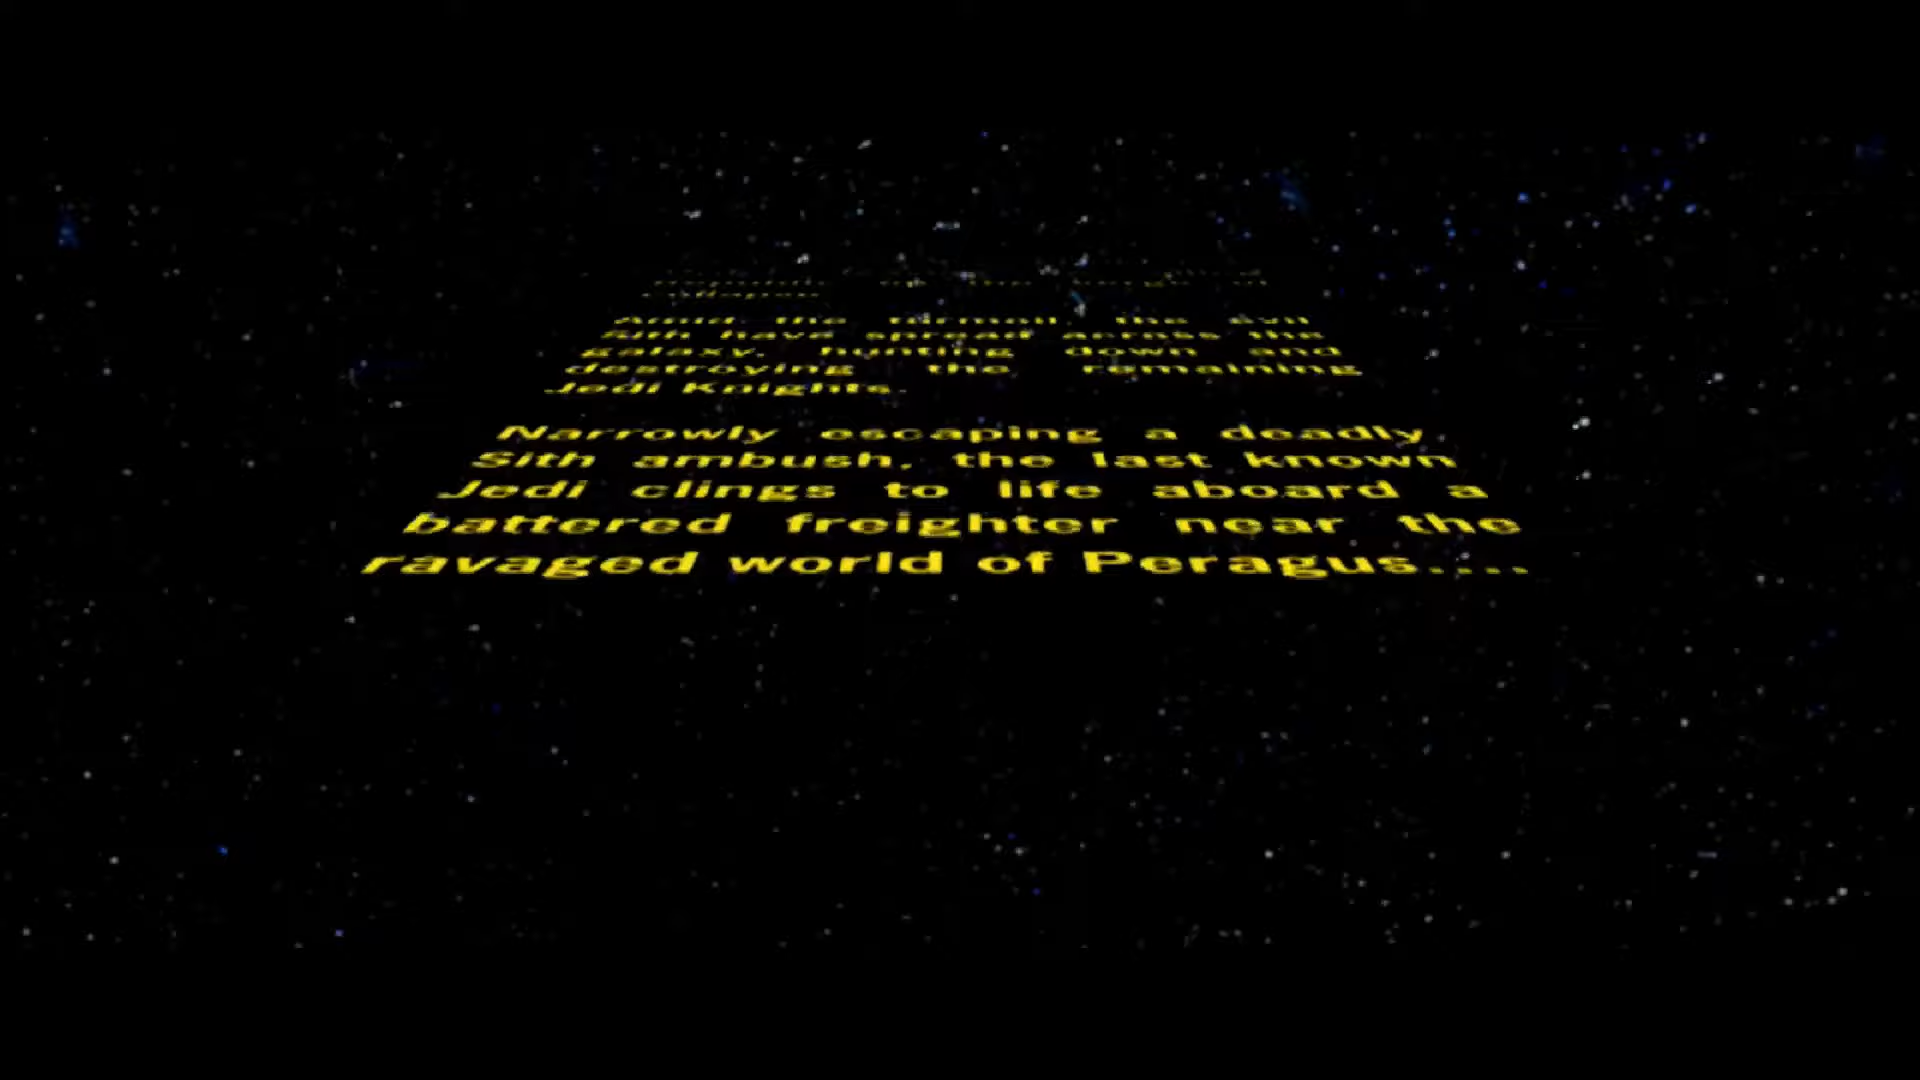 collapse.
Amid the turmoil the evil
Sith have spread across the
galaxy, hunting down and
destroying the remaining
Jedi Knights.
Narrowly escaping a deadly
Sith ambush, the last known
Jedi clings to life aboard a
battered freighter near the
ravaged world of Peragus....